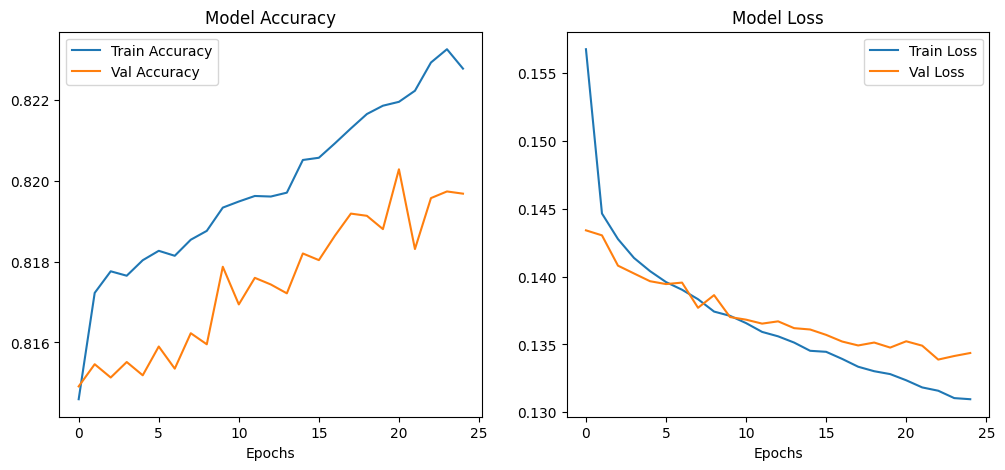 Model Accuracy
Train Accuracy
Val Accuracy
0.822
0.820
0.818
0.816
0
5
10
15
20
25
Epochs
Model Loss
Train Loss
Val Loss
0.155
0.150
0.145
0.140
0.135
0.130
0
5
10
15
20
25
Epochs